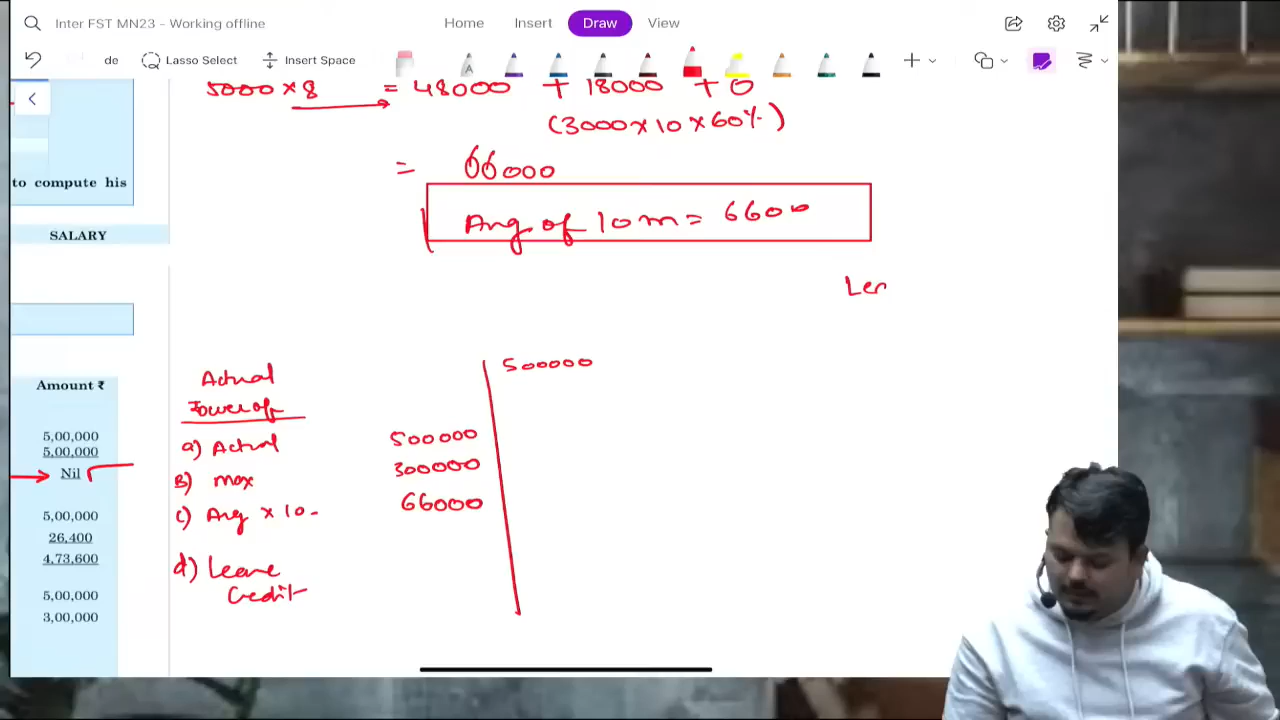 Inter FST MN23 - Working offline
Home Insert Draw View
de Lasso Select Insert Space
5000 × 8 = 48000 + 18000 + 0
(3000 × 10 × 60%)
to compute his
= 66000
SALARY
Avg of 10 m = 6600
Len
500000
Actual
Amount ₹
Lower of
5,00,000
a) Actual 500000
5,00,000
B) max 300000
Nil
c) Avg × 10 - 66000
5,00,000
26,400
4,73,600
d) Leave
Credit
5,00,000
3,00,000